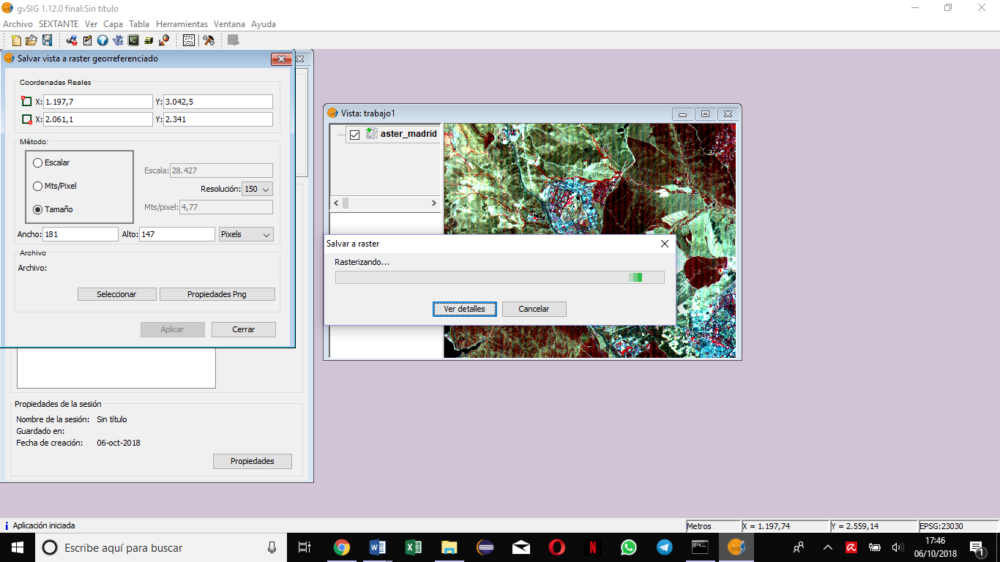 gvSIG 1.12.0 final:Sin título
Archivo SEXTANTE Ver Capa Tabla Herramientas Ventana Ayuda
Salvar vista a raster georreferenciado
Coordenadas Reales
X: 1.197,7 Y: 3.042,5
X: 2.061,1 Y: 2.341
Método:
Escalar
Mts/Pixel
Tamaño
Escala: 28.427
Resolución: 150
Mts/pixel: 4,77
Ancho: 181 Alto: 147 Pixels
Archivo
Archivo:
Seleccionar Propiedades Png
Aplicar Cerrar
Propiedades de la sesión
Nombre de la sesión: Sin título
Guardado en:
Fecha de creación: 06-oct-2018
Propiedades
Vista: trabajo1
aster_madrid
Salvar a raster
Rasterizando...
Ver detalles Cancelar
Aplicación iniciada
Metros X = 1.197,74 Y = 2.559,14 EPSG:23030
Escribe aquí para buscar
17:46
06/10/2018
1